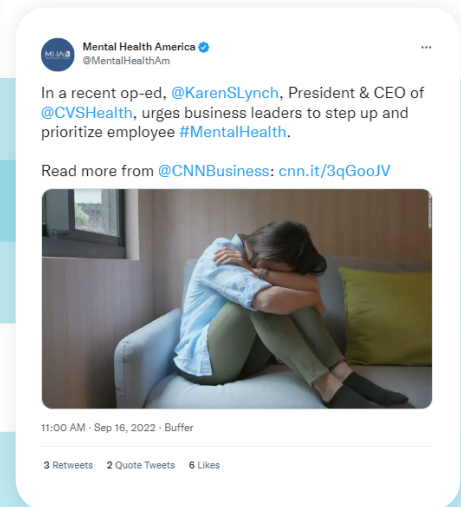 Mental Health America
@MentalHealthAm
In a recent op-ed, @KarenSLynch, President & CEO of
@CVSHealth, urges business leaders to step up and
prioritize employee #MentalHealth.
Read more from @CNNBusiness: cnn.it/3qGooJV
11:00 AM · Sep 16, 2022 · Buffer
3 Retweets 2 Quote Tweets 6 Likes